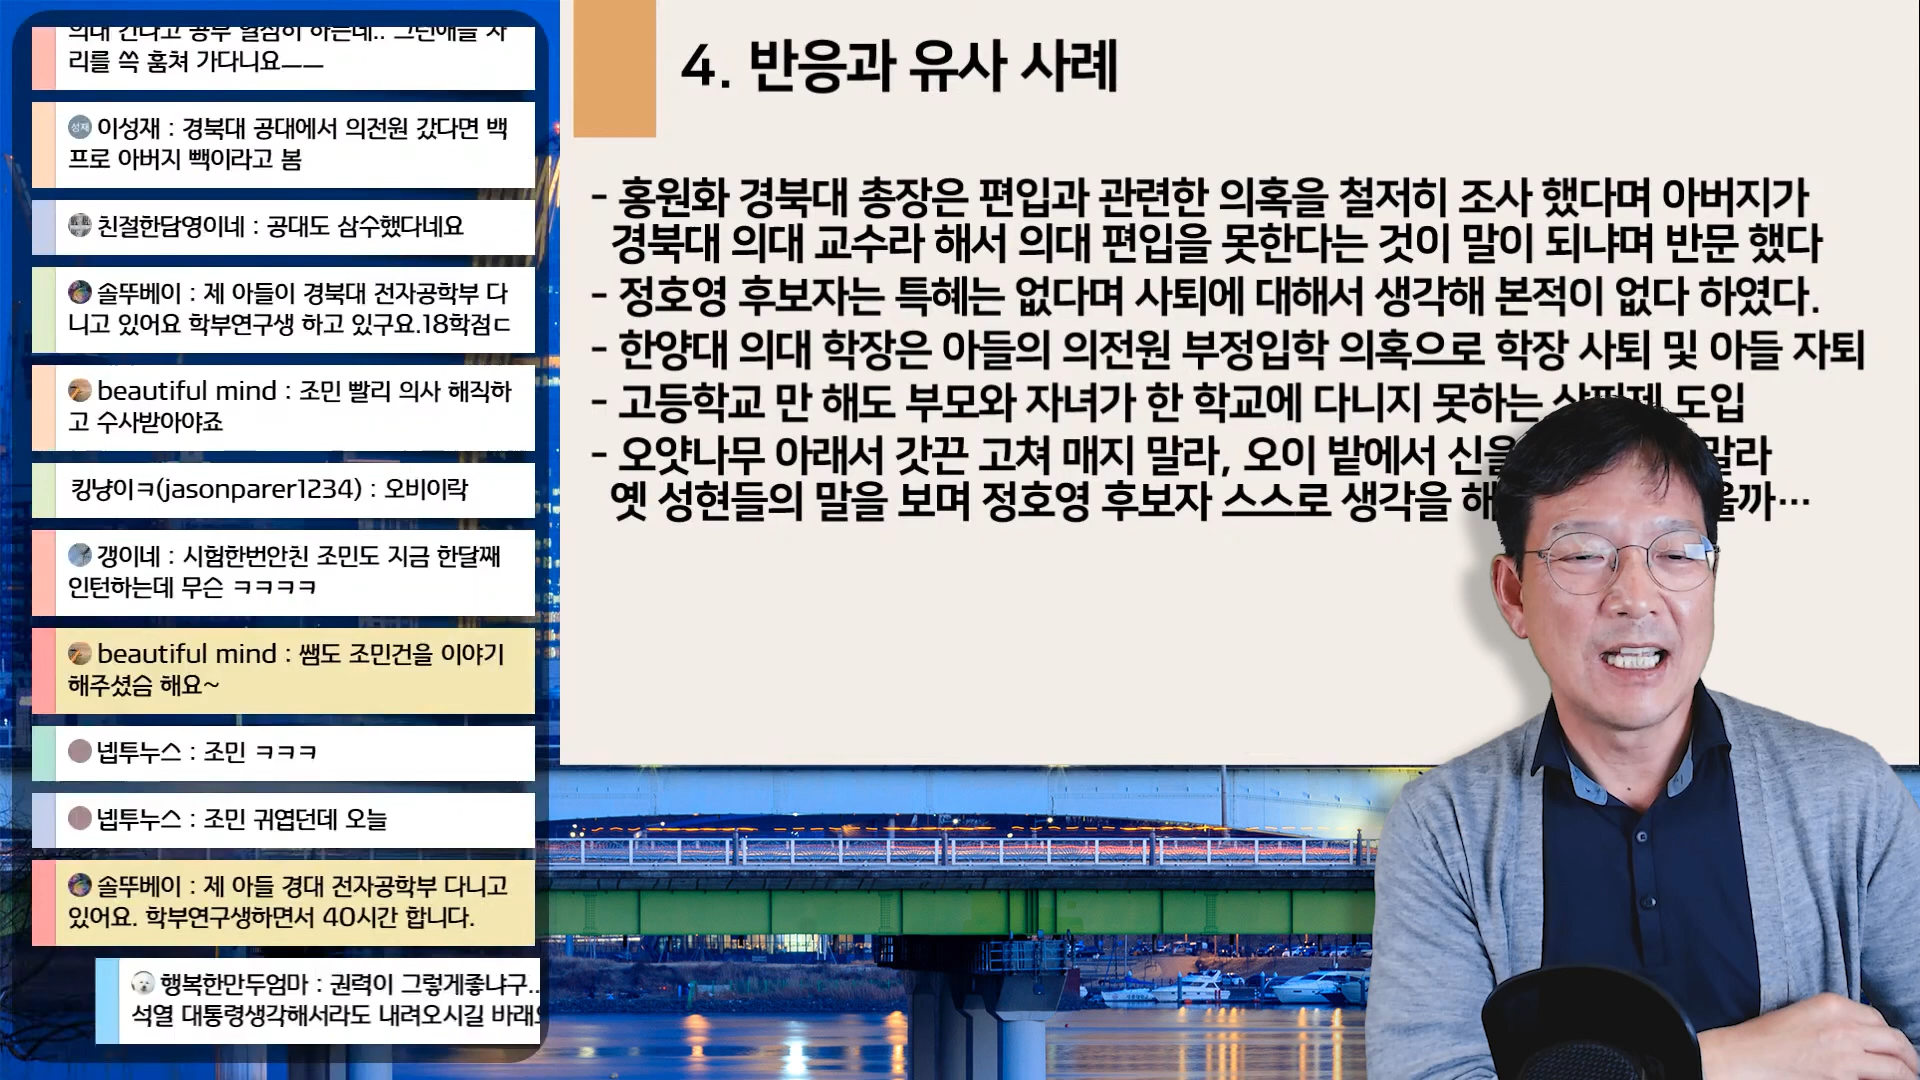 리를 쓱 훔쳐 가다니요ㅡㅡ
이성재 : 경북대 공대에서 의전원 갔다면 백
프로 아버지 빽이라고 봄
친절한담영이네 : 공대도 삼수했다네요
솔뚜베이 : 제 아들이 경북대 전자공학부 다
니고 있어요 학부연구생 하고 있구요.18학점ㄷ
beautiful mind : 조민 빨리 의사 해직하
고 수사받아야죠
킹냥이ㅋ(jasonparer1234) : 오비이락
갱이네 : 시험한번안친 조민도 지금 한달째
인턴하는데 무슨 ㅋㅋㅋㅋ
beautiful mind : 쌤도 조민건을 이야기
해주셨슴 해요~
넵투누스 : 조민 ㅋㅋㅋ
넵투누스 : 조민 귀엽던데 오늘
솔뚜베이 : 제 아들 경대 전자공학부 다니고
있어요. 학부연구생하면서 40시간 합니다.
행복한만두엄마 : 권력이 그렇게좋냐구..
석열 대통령생각해서라도 내려오시길 바래
4. 반응과 유사 사례
- 홍원화 경북대 총장은 편입과 관련한 의혹을 철저히 조사 했다며 아버지가
경북대 의대 교수라 해서 의대 편입을 못한다는 것이 말이 되냐며 반문 했다
- 정호영 후보자는 특혜는 없다며 사퇴에 대해서 생각해 본적이 없다 하였다.
- 한양대 의대 학장은 아들의 의전원 부정입학 의혹으로 학장 사퇴 및 아들 자퇴
- 고등학교 만 해도 부모와 자녀가 한 학교에 다니지 못하는 도입
- 오얏나무 아래서 갓끈 고쳐 매지 말라, 오이 밭에서 신을 말라
옛 성현들의 말을 보며 정호영 후보자 스스로 생각을 해 을까…